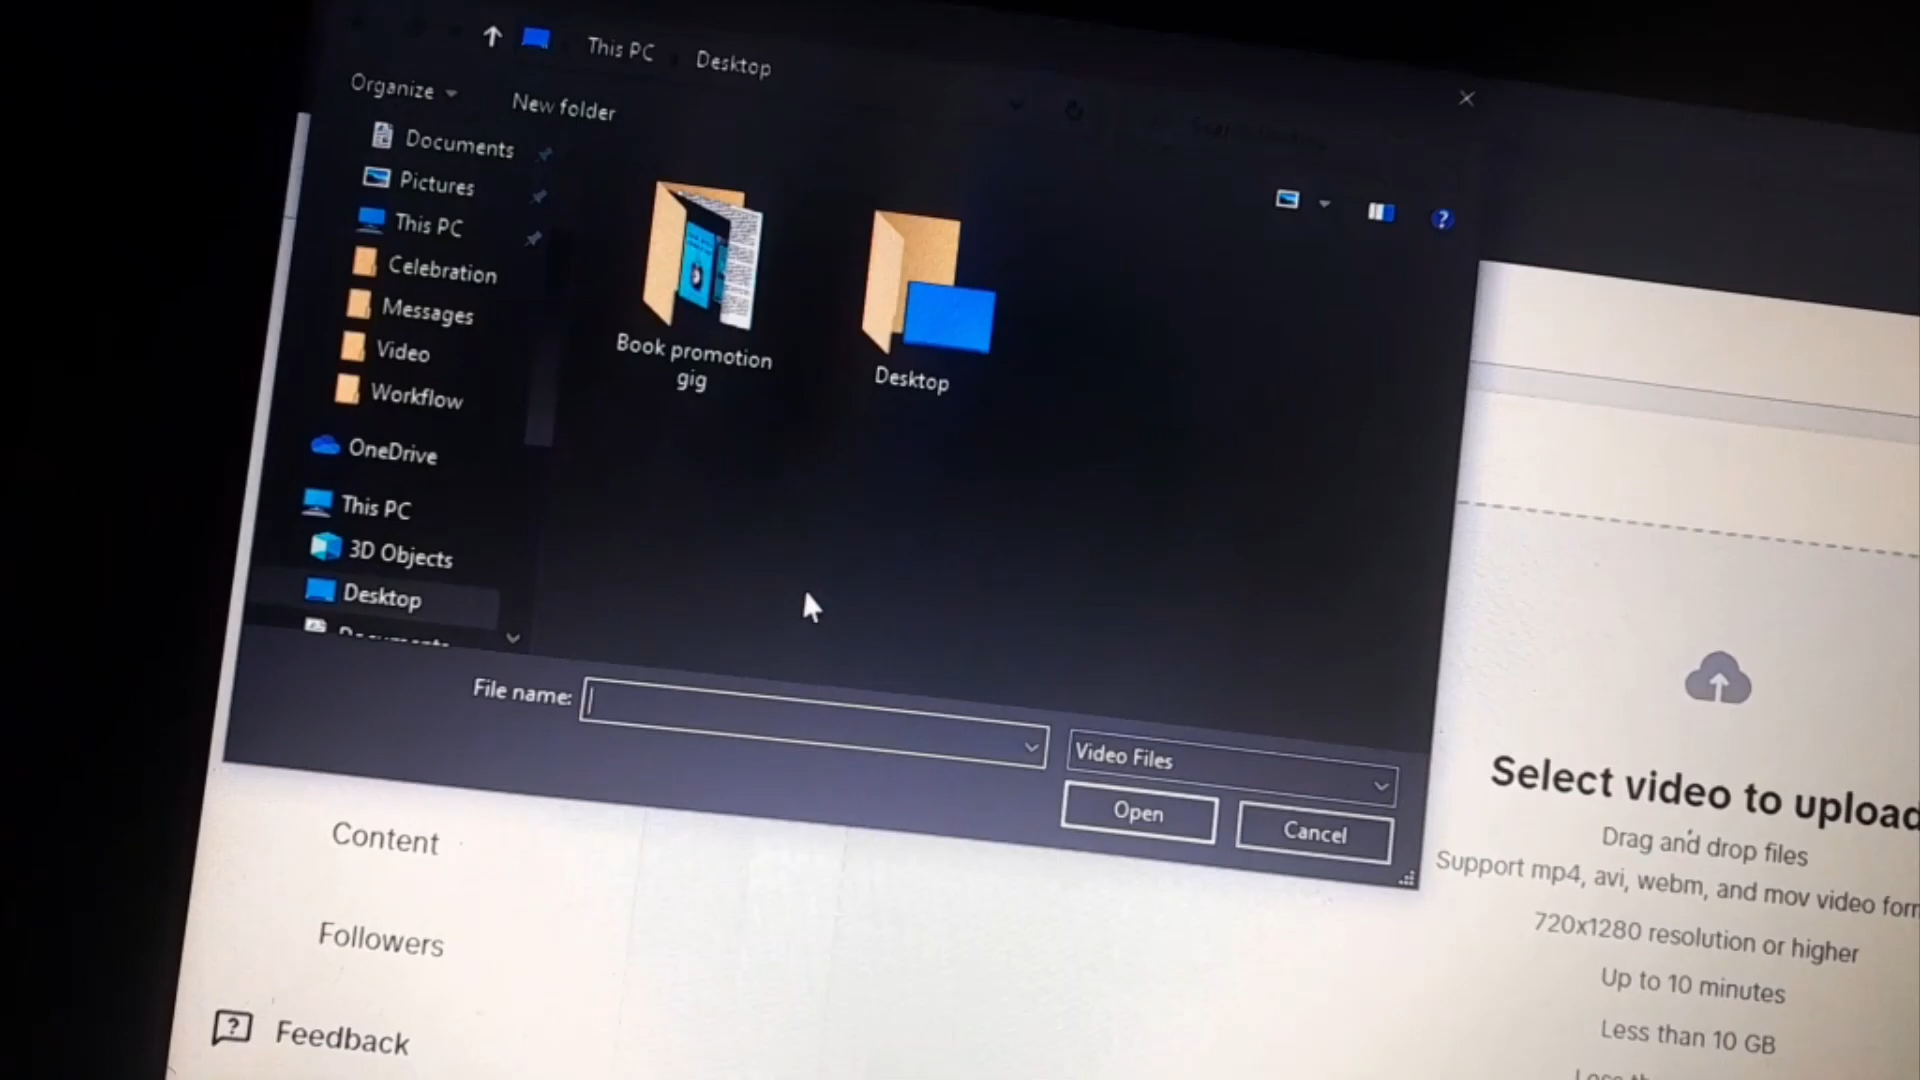 This PC
Desktop
Organize
New folder
Documents
Pictures
This PC
Celebration
Messages
Video
Workflow
OneDrive
This PC
3D Objects
Desktop
Documents
Book promotion
gig
Desktop
File name:
Video Files
Open
Cancel
Content
Followers
Feedback
Select video to upload
Drag and drop files
Support mp4, avi, webm, and mov video
720x1280 resolution or higher
Up to 10 minutes
Less than 10 GB